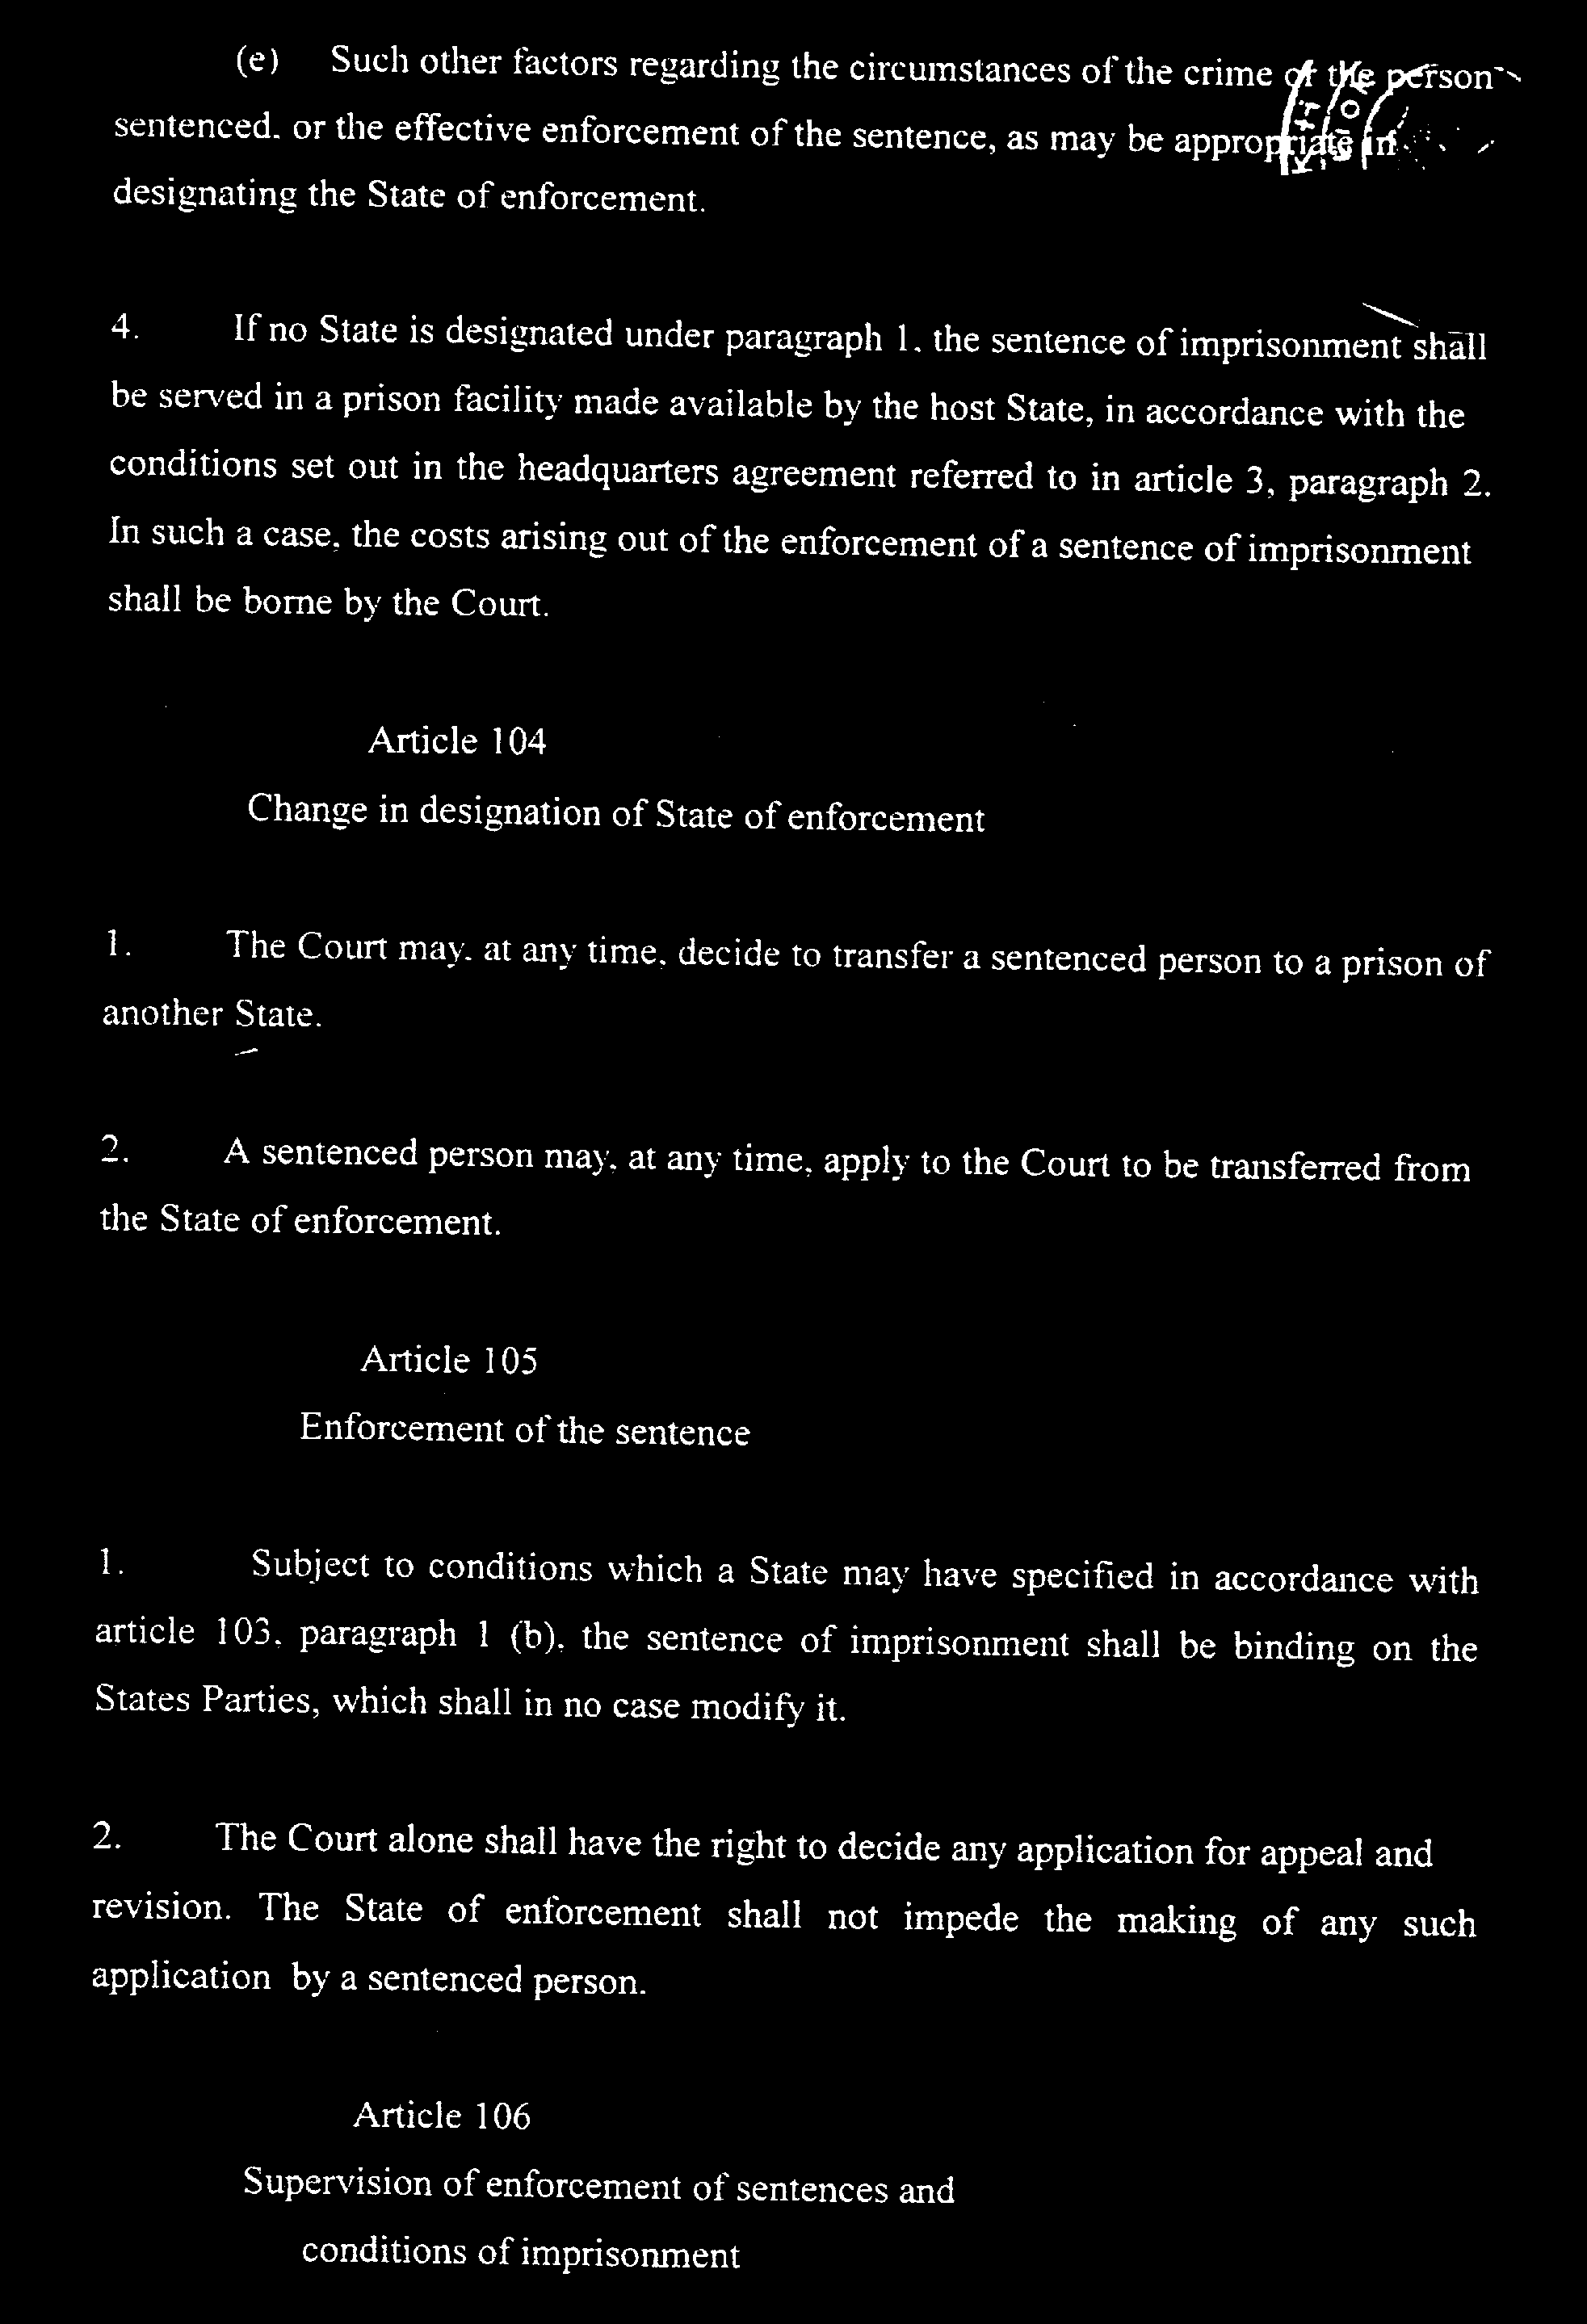 (e) Such other factors regarding the circumstances of the crime or the person
sentenced, or the effective enforcement of the sentence, as may be appropriate in
designating the State of enforcement.
4. If no State is designated under paragraph 1, the sentence of imprisonment shall
be served in a prison facility made available by the host State, in accordance with the
conditions set out in the headquarters agreement referred to in article 3, paragraph 2.
In such a case, the costs arising out of the enforcement of a sentence of imprisonment
shall be borne by the Court.
Article 104
Change in designation of State of enforcement
1. The Court may, at any time, decide to transfer a sentenced person to a prison of
another State.
2. A sentenced person may, at any time, apply to the Court to be transferred from
the State of enforcement.
Article 105
Enforcement of the sentence
1. Subject to conditions which a State may have specified in accordance with
article 103, paragraph 1 (b), the sentence of imprisonment shall be binding on the
States Parties, which shall in no case modify it.
2. The Court alone shall have the right to decide any application for appeal and
revision. The State of enforcement shall not impede the making of any such
application by a sentenced person.
Article 106
Supervision of enforcement of sentences and
conditions of imprisonment